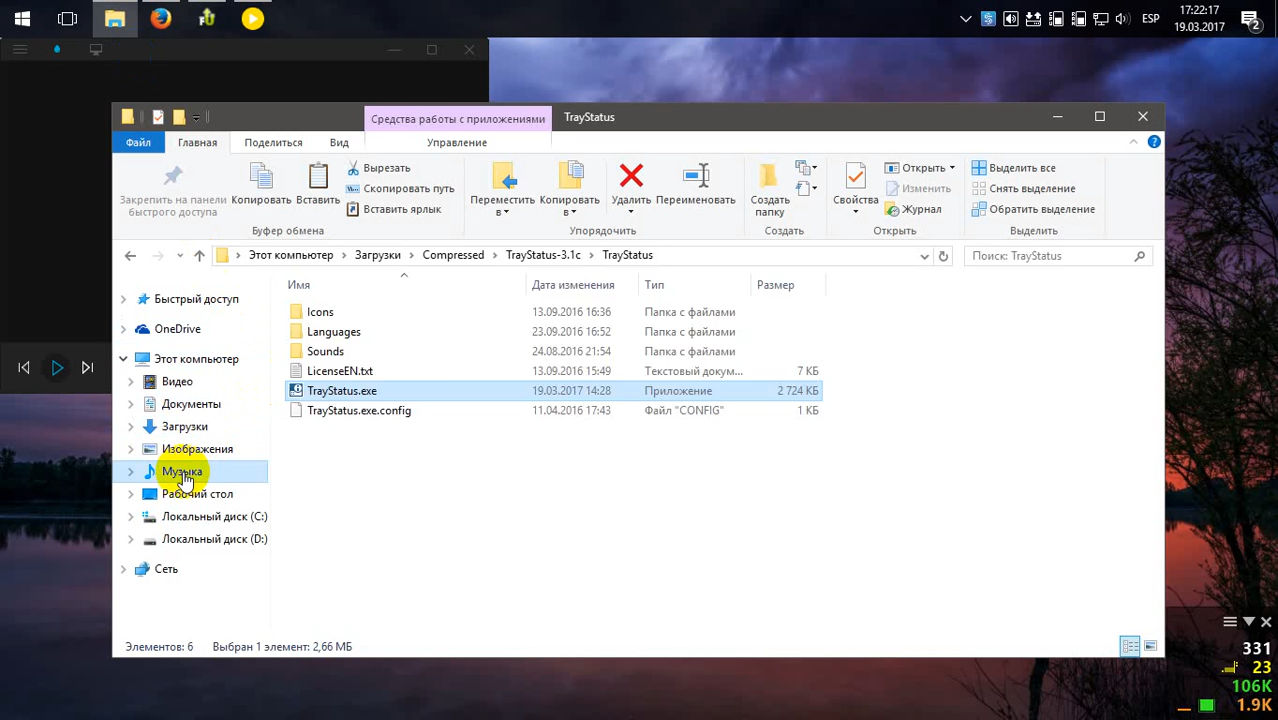 ESP
17:22:17
19.03.2017
2
Средства работы с приложениями
TrayStatus
Файл
Главная
Поделиться
Вид
Управление
Закрепить на панели
быстрого доступа
Копировать
Вставить
Вырезать
Скопировать путь
Вставить ярлык
Буфер обмена
Переместить
в
Копировать
в
Удалить
Переименовать
Упорядочить
Создать
папку
Создать
Свойства
Открыть
Изменить
Журнал
Открыть
Выделить все
Снять выделение
Обратить выделение
Выделить
Этот компьютер
Загрузки
Compressed
TrayStatus-3.1c
TrayStatus
Поиск: TrayStatus
Имя
Дата изменения
Тип
Размер
Icons 13.09.2016 16:36 Папка с файлами
Languages 23.09.2016 16:52 Папка с файлами
Sounds 24.08.2016 21:54 Папка с файлами
LicenseEN.txt 13.09.2016 15:49 Текстовый докум... 7 КБ
TrayStatus.exe 19.03.2017 14:28 Приложение 2 724 КБ
TrayStatus.exe.config 11.04.2016 17:43 Файл "CONFIG" 1 КБ
Быстрый доступ
OneDrive
Этот компьютер
Видео
Документы
Загрузки
Изображения
Музыка
Рабочий стол
Локальный диск (C:)
Локальный диск (D:)
Сеть
Элементов: 6
Выбран 1 элемент: 2,66 МБ
331
23
106K
1.9K